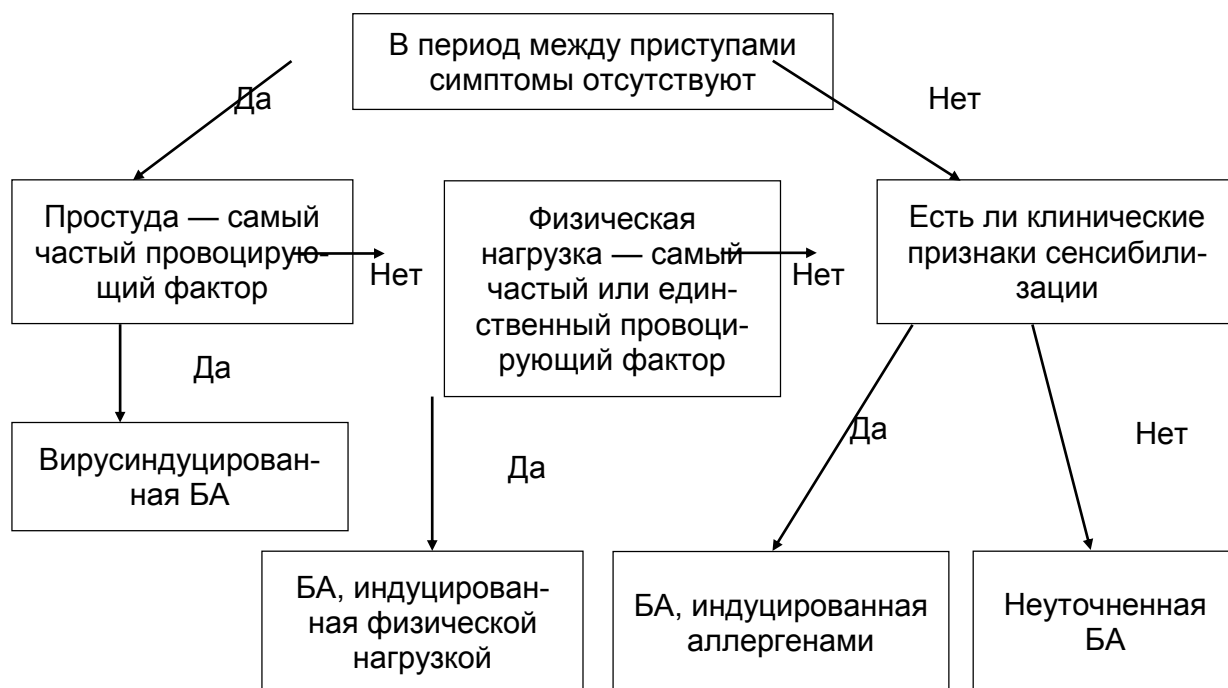 В период между приступами
симптомы отсутствуют
Да
Нет
Простуда — самый
частый провоцирую-
щий фактор
Нет
Физическая
нагрузка — самый
частый или един-
ственный провоци-
рующий фактор
Нет
Есть ли клинические
признаки сенсибили-
зации
Да
Да
Да
Нет
Вирусиндуцирован-
ная БА
БА, индуцирован-
ная физической
нагрузкой
БА, индуцированная
аллергенами
Неуточненная
БА